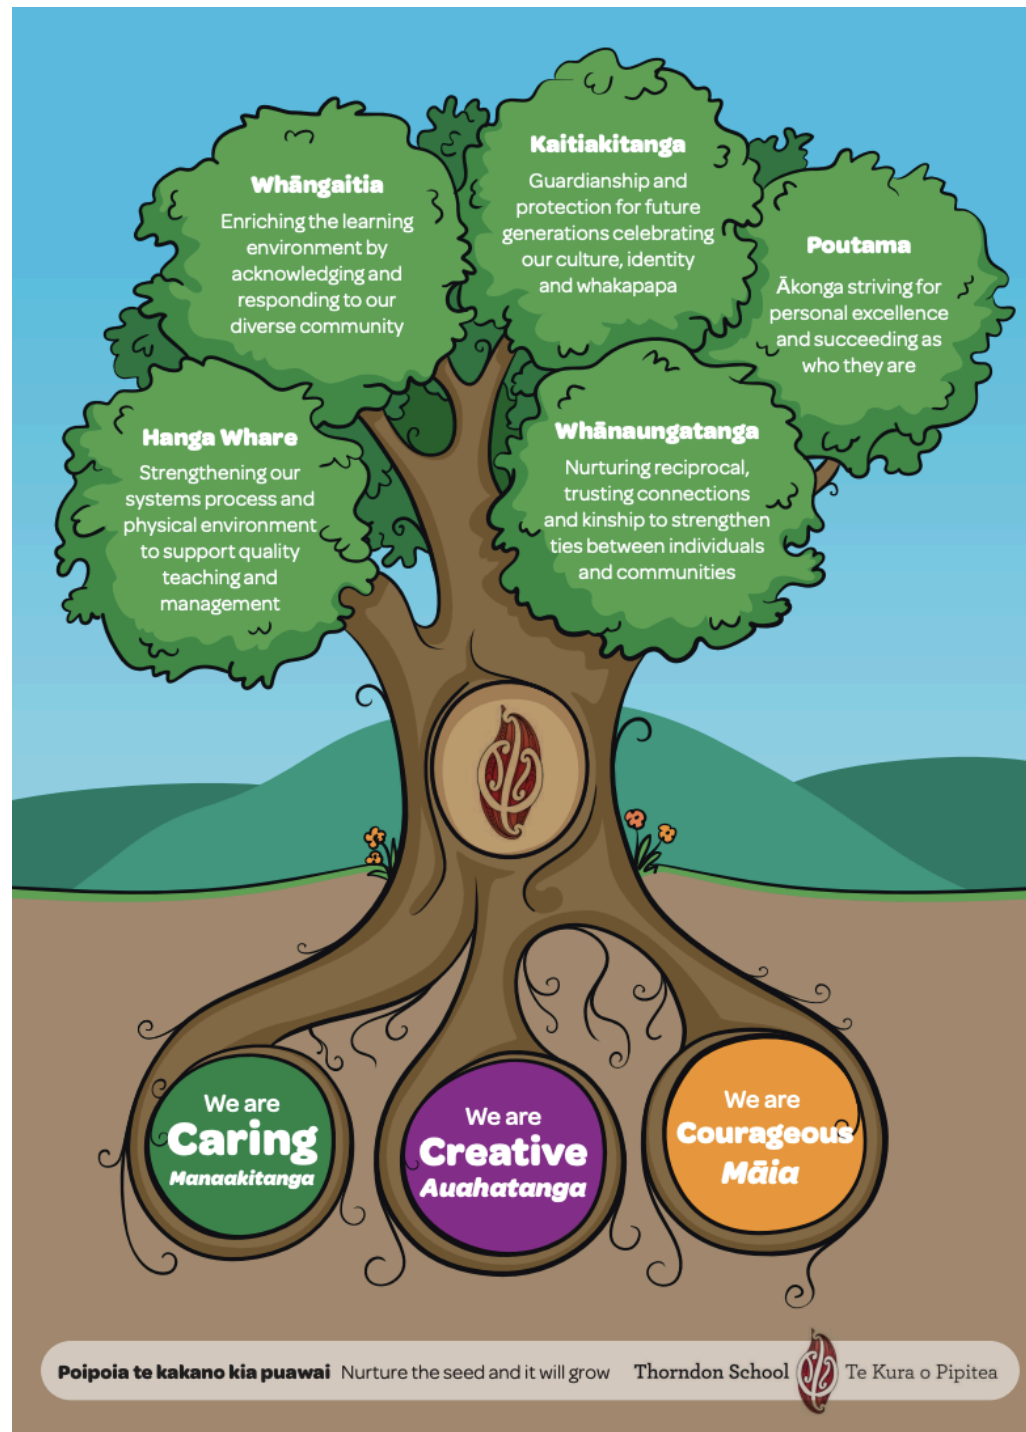 Kaitiakitanga
Guardianship and
protection for future
generations celebrating
our culture, identity
and whakapapa
Whāngaitia
Enriching the learning
environment by
acknowledging and
responding to our
diverse community
Poutama
Ākonga striving for
personal excellence
and succeeding as
who they are
Hanga Whare
Strengthening our
systems process and
physical environment
to support quality
teaching and
management
Whānaungatanga
Nurturing reciprocal,
trusting connections
and kinship to strengthen
ties between individuals
and communities
We are
Caring
Manaakitanga
We are
Creative
Auahatanga
We are
Courageous
Māia
Poipoia te kakano kia puawai Nurture the seed and it will grow Thorndon School Te Kura o Pipitea